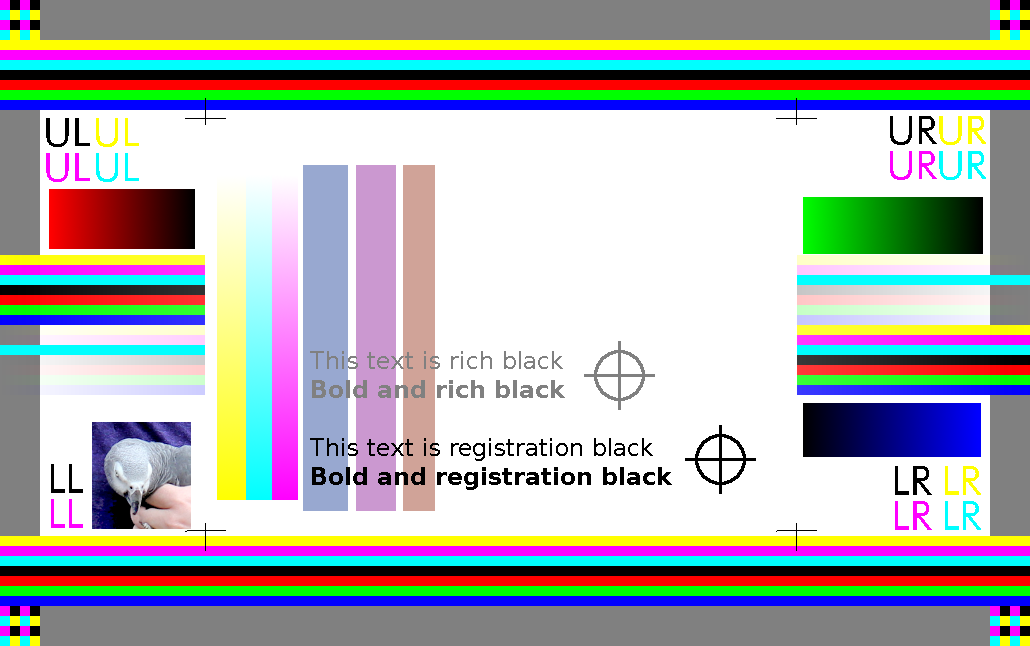 ULUL
ULUL
URUR
URUR
This text is rich black
Bold and rich black
This text is registration black
Bold and registration black
LL
LL
LR LR
LR LR